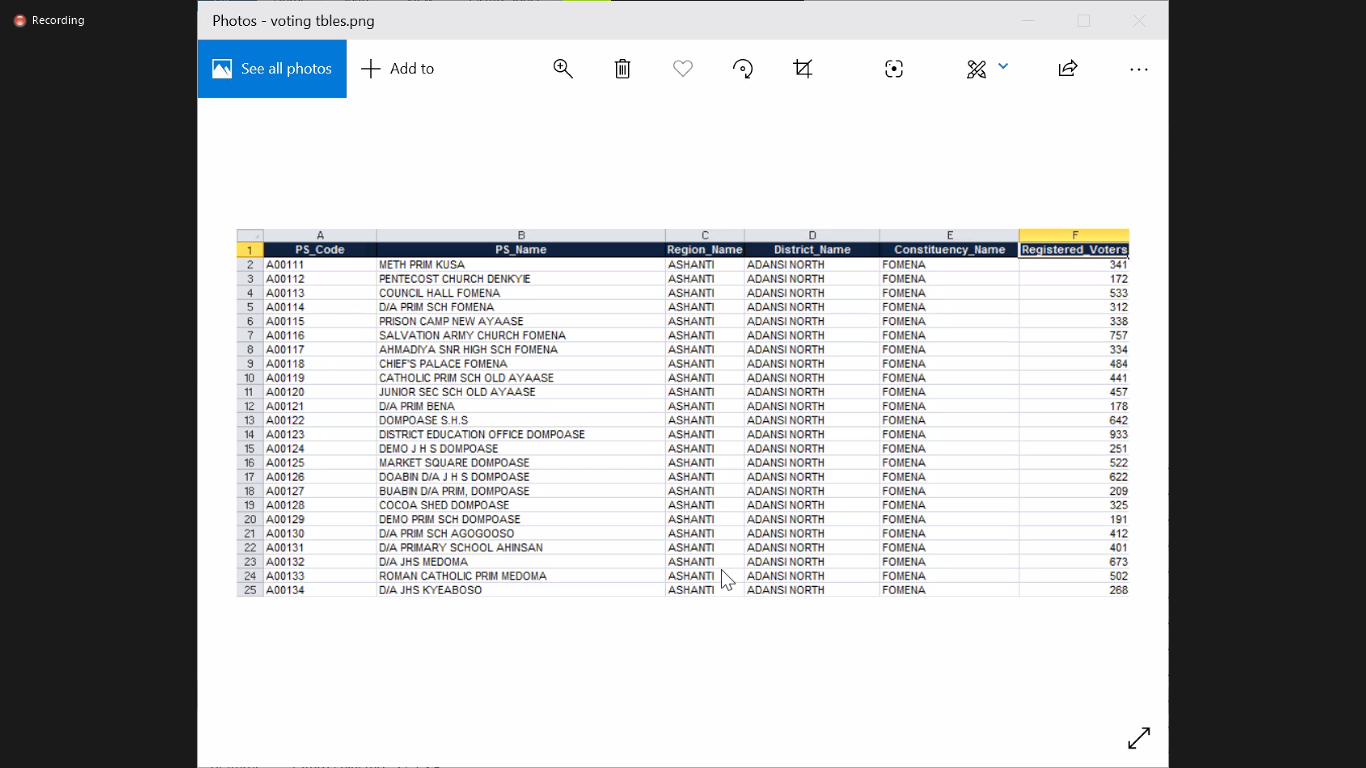 Recording
Photos - voting tbles.png
See all photos Add to
A B C D E F
1 PS_Code PS_Name Region_Name District_Name Constituency_Name Registered_Voters
2 A00111 METH PRIM KUSA ASHANTI ADANSI NORTH FOMENA 341
3 A00112 PENTECOST CHURCH DENKYIE ASHANTI ADANSI NORTH FOMENA 172
4 A00113 COUNCIL HALL FOMENA ASHANTI ADANSI NORTH FOMENA 533
5 A00114 D/A PRIM SCH FOMENA ASHANTI ADANSI NORTH FOMENA 312
6 A00115 PRISON CAMP NEW AYAASE ASHANTI ADANSI NORTH FOMENA 338
7 A00116 SALVATION ARMY CHURCH FOMENA ASHANTI ADANSI NORTH FOMENA 757
8 A00117 AHMADIYA SNR HIGH SCH FOMENA ASHANTI ADANSI NORTH FOMENA 334
9 A00118 CHIEF'S PALACE FOMENA ASHANTI ADANSI NORTH FOMENA 484
10 A00119 CATHOLIC PRIM SCH OLD AYAASE ASHANTI ADANSI NORTH FOMENA 441
11 A00120 JUNIOR SEC SCH OLD AYAASE ASHANTI ADANSI NORTH FOMENA 457
12 A00121 D/A PRIM BENA ASHANTI ADANSI NORTH FOMENA 178
13 A00122 DOMPOASE S.H.S ASHANTI ADANSI NORTH FOMENA 642
14 A00123 DISTRICT EDUCATION OFFICE DOMPOASE ASHANTI ADANSI NORTH FOMENA 933
15 A00124 DEMO J H S DOMPOASE ASHANTI ADANSI NORTH FOMENA 251
16 A00125 MARKET SQUARE DOMPOASE ASHANTI ADANSI NORTH FOMENA 522
17 A00126 DOABIN D/A J H S DOMPOASE ASHANTI ADANSI NORTH FOMENA 622
18 A00127 BUABIN D/A PRIM, DOMPOASE ASHANTI ADANSI NORTH FOMENA 209
19 A00128 COCOA SHED DOMPOASE ASHANTI ADANSI NORTH FOMENA 325
20 A00129 DEMO PRIM SCH DOMPOASE ASHANTI ADANSI NORTH FOMENA 191
21 A00130 D/A PRIM SCH AGOGOOSO ASHANTI ADANSI NORTH FOMENA 412
22 A00131 D/A PRIMARY SCHOOL AHINSAN ASHANTI ADANSI NORTH FOMENA 401
23 A00132 D/A JHS MEDOMA ASHANTI ADANSI NORTH FOMENA 673
24 A00133 ROMAN CATHOLIC PRIM MEDOMA ASHANTI ADANSI NORTH FOMENA 502
25 A00134 D/A JHS KYEABOSO ASHANTI ADANSI NORTH FOMENA 268